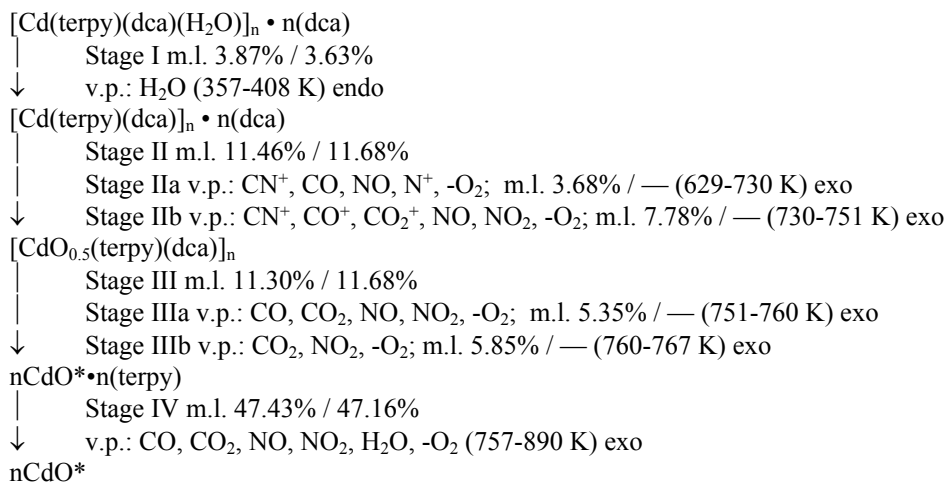 [Cd(terpy)(dca)(H₂O)]ₙ • n(dca)
Stage I m.l. 3.87% / 3.63%
↓ v.p.: H₂O (357-408 K) endo
[Cd(terpy)(dca)]ₙ • n(dca)
Stage II m.l. 11.46% / 11.68%
Stage IIa v.p.: CN⁺, CO, NO, N⁺, -O₂; m.l. 3.68% / — (629-730 K) exo
↓ Stage IIb v.p.: CN⁺, CO⁺, CO₂⁺, NO, NO₂, -O₂; m.l. 7.78% / — (730-751 K) exo
[CdO₀.₅(terpy)(dca)]ₙ
Stage III m.l. 11.30% / 11.68%
Stage IIIa v.p.: CO, CO₂, NO, NO₂, -O₂; m.l. 5.35% / — (751-760 K) exo
↓ Stage IIIb v.p.: CO₂, NO₂, -O₂; m.l. 5.85% / — (760-767 K) exo
nCdO*•n(terpy)
Stage IV m.l. 47.43% / 47.16%
↓ v.p.: CO, CO₂, NO, NO₂, H₂O, -O₂ (757-890 K) exo
nCdO*